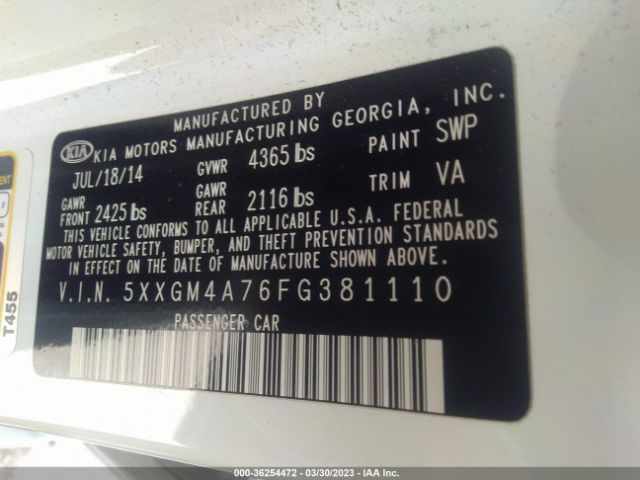 MANUFACTURED BY
KIA KIA MOTORS MANUFACTURING GEORGIA, INC.
JUL/18/14 GVWR 4365 lbs PAINT SWP
GAWR FRONT 2425 lbs GAWR REAR 2116 lbs TRIM VA
THIS VEHICLE CONFORMS TO ALL APPLICABLE U.S.A. FEDERAL
MOTOR VEHICLE SAFETY, BUMPER, AND THEFT PREVENTION STANDARDS
IN EFFECT ON THE DATE OF MANUFACTURE SHOWN ABOVE.
V.I.N. 5XXGM4A76FG381110
PASSENGER CAR
T455
000-36254472 - 03/30/2023 - IAA Inc.